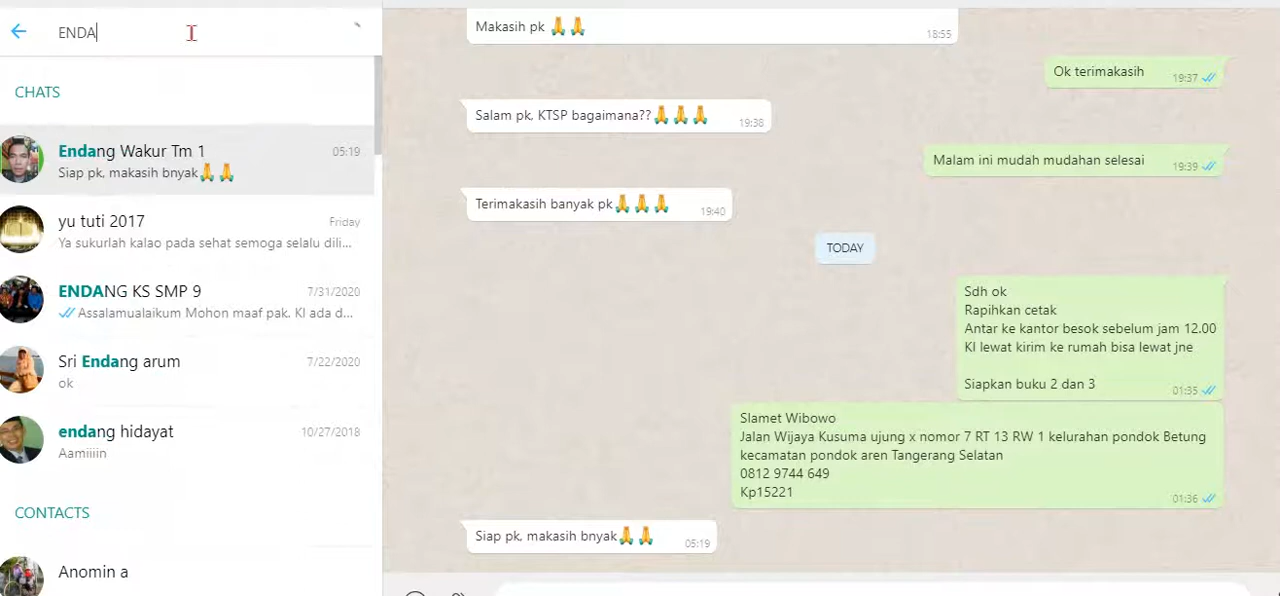 ENDA
CHATS
Endang Wakur Tm 1
05:19
Siap pk, makasih bnyak🙏🙏
yu tuti 2017
Friday
Ya sukurlah kalao pada sehat semoga selalu dili...
ENDANG KS SMP 9
7/31/2020
Assalamualaikum Mohon maaf pak. Kl ada d...
Sri Endang arum
7/22/2020
ok
endang hidayat
10/27/2018
Aamiiiin
CONTACTS
Anomin a
Makasih pk 🙏🙏
18:55
Ok terimakasih
19:37
Salam pk, KTSP bagaimana??🙏🙏🙏
19:38
Malam ini mudah mudahan selesai
19:39
Terimakasih banyak pk🙏🙏🙏
19:40
TODAY
Sdh ok
Rapihkan cetak
Antar ke kantor besok sebelum jam 12.00
Kl lewat kirim ke rumah bisa lewat jne
Siapkan buku 2 dan 3
01:35
Slamet Wibowo
Jalan Wijaya Kusuma ujung x nomor 7 RT 13 RW 1 kelurahan pondok Betung
kecamatan pondok aren Tangerang Selatan
0812 9744 649
Kp15221
01:36
Siap pk, makasih bnyak🙏🙏
05:19